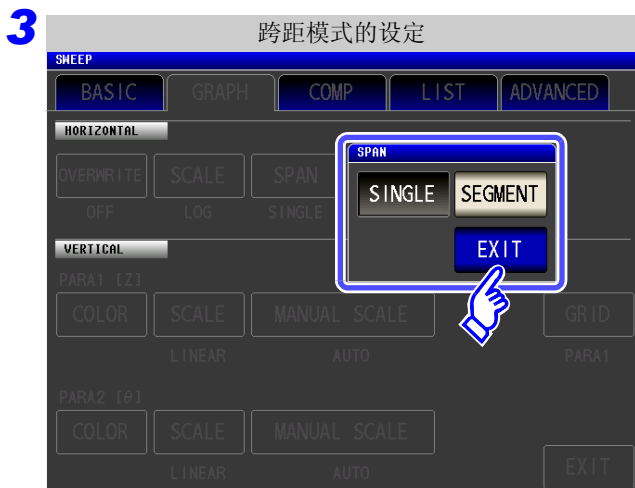 3 跨距模式的设定
SWEEP
BASIC GRAPH COMP LIST ADVANCED
HORIZONTAL
SPAN
OVERWRITE SCALE SPAN SINGLE SEGMENT
OFF LOG SINGLE
VERTICAL EXIT
PARA1 [Z]
COLOR SCALE MANUAL SCALE GRID
LINEAR AUTO PARA1
PARA2 [θ]
COLOR SCALE MANUAL SCALE
LINEAR AUTO EXIT